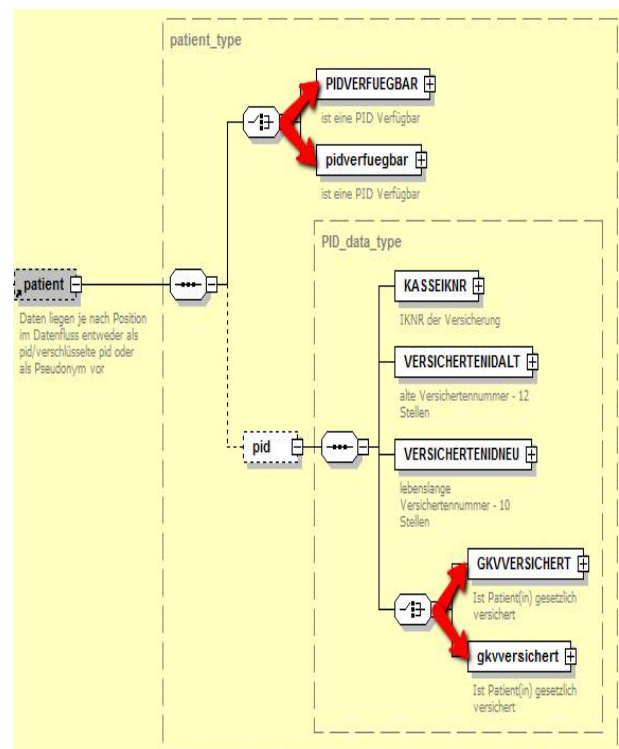 patient_type
PIDVERFUEGBAR
ist eine PID Verfügbar
pidverfuegbar
ist eine PID Verfügbar
PID_data_type
patient
Daten liegen je nach Position
im Datenfluss entweder als
pid/verschlüsselte pid oder
als Pseudonym vor
KASSEIKNR
IKNR der Versicherung
VERSICHERTENIDALT
alte Versichertennummer - 12
Stellen
pid
VERSICHERTENIDNEU
lebenslange
Versichertennummer - 10
Stellen
GKVVERSICHERT
Ist Patient(in) gesetzlich
versichert
gkvversichert
Ist Patient(in) gesetzlich
versichert